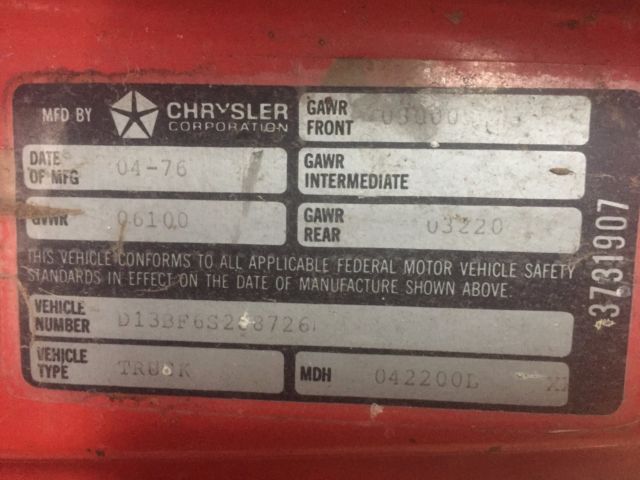 MFD BY CHRYSLER CORPORATION
GAWR FRONT
DATE OF MFG 04-76
GAWR INTERMEDIATE
GVWR 06100
GAWR REAR 03220
THIS VEHICLE CONFORMS TO ALL APPLICABLE FEDERAL MOTOR VEHICLE SAFETY
STANDARDS IN EFFECT ON THE DATE OF MANUFACTURE SHOWN ABOVE
VEHICLE NUMBER
VEHICLE TYPE TRUCK
MDH 042200L
3731907